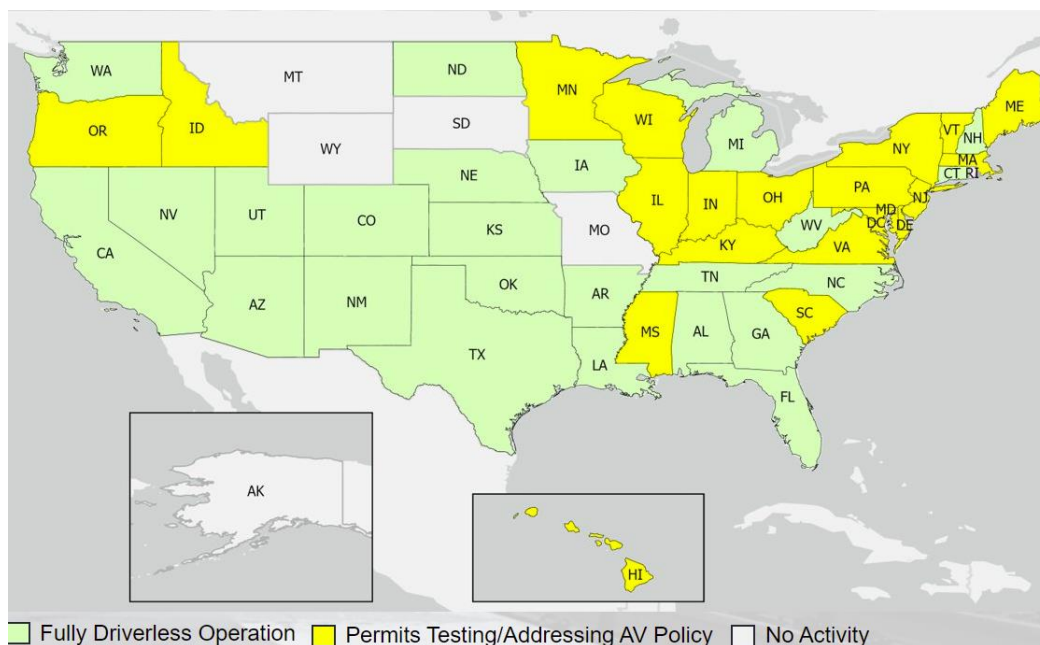 WA
MT
ND
MN
ME
OR
ID
SD
WI
VT
NH
NY
WY
MI
MA
CT RI
IA
NE
PA
NJ
OH
IL
IN
MD
DC
DE
NV
UT
CO
WV
KS
MO
VA
CA
KY
TN
NC
OK
AR
AZ
NM
SC
MS
AL
GA
TX
LA
FL
AK
HI
Fully Driverless Operation Permits Testing/Addressing AV Policy No Activity